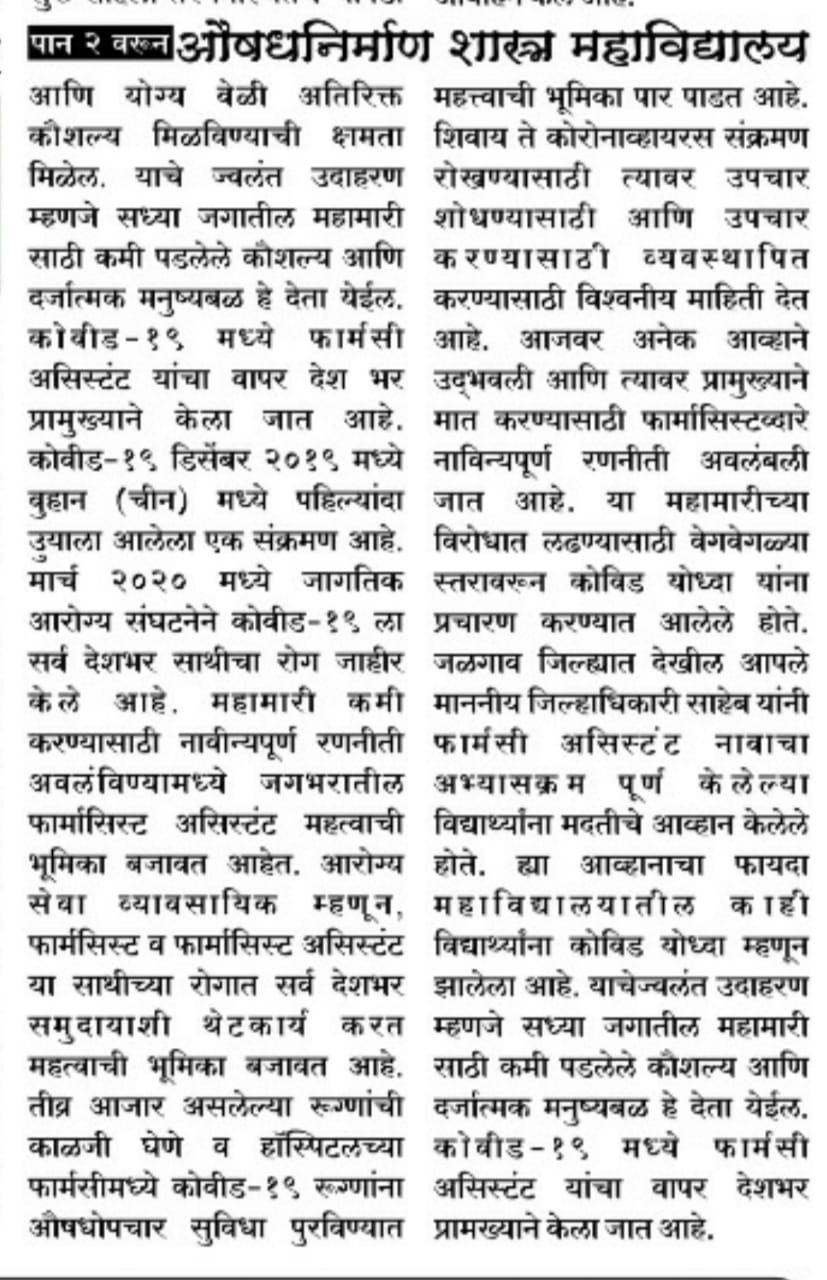 पान २ वरून औषधनिर्माण शास्त्र महाविद्यालय
आणि योग्य वेळी अतिरिक्त
कौशल्य मिळविण्याची क्षमता
मिळेल. याचे ज्वलंत उदाहरण
म्हणजे सध्या जगातील महामारी
साठी कमी पडलेले कौशल्य आणि
दर्जात्मक मनुष्यबळ हे देता येईल.
कोवीड-१९ मध्ये फार्मसी
असिस्टंट यांचा वापर देश भर
प्रामुख्याने केला जात आहे.
कोवीड-१९ डिसेंबर २०१९ मध्ये
वुहान (चीन) मध्ये पहिल्यांदा
उुयाला आलेला एक संक्रमण आहे.
मार्च २०२० मध्ये जागतिक
आरोग्य संघटनेने कोवीड-१९ ला
सर्व देशभर साथीचा रोग जाहीर
केले आहे. महामारी कमी
करण्यासाठी नावीन्यपूर्ण रणनीती
अवलंविण्यामध्ये जगभरातील
फार्मासिस्ट असिस्टंट महत्वाची
भूमिका बजावत आहेत. आरोग्य
सेवा व्यावसायिक म्हणून,
फार्मसिस्ट व फार्मासिस्ट असिस्टंट
या साथीच्या रोगात सर्व देशभर
समुदायाशी थेटकार्य करत
महत्वाची भूमिका बजावत आहे.
तीव्र आजार असलेल्या रूग्णांची
काळजी घेणे व हॉस्पिटलच्या
फार्मसीमध्ये कोवीड-१९ रूग्णांना
औषधोपचार सुविधा पुरविण्यात
महत्त्वाची भूमिका पार पाडत आहे.
शिवाय ते कोरोनाव्हायरस संक्रमण
रोखण्यासाठी त्यावर उपचार
शोधण्यासाठी आणि उपचार
करण्यासाठी व्यवस्थापित
करण्यासाठी विश्वनीय माहिती देत
आहे. आजवर अनेक आव्हाने
उद्भवली आणि त्यावर प्रामुख्याने
मात करण्यासाठी फार्मासिस्टव्दारे
नाविन्यपूर्ण रणनीती अवलंबली
जात आहे. या महामारीच्या
विरोधात लढण्यासाठी वेगवेगळ्या
स्तरावरून कोविड योध्दा यांना
प्रचारण करण्यात आलेले होते.
जळगाव जिल्ह्यात देखील आपले
माननीय जिल्हाधिकारी साहेब यांनी
फार्मसी असिस्टंट नावाचा
अभ्यासक्रम पूर्ण केलेल्या
विद्यार्थ्यांना मदतीचे आव्हान केलेले
होते. ह्या आव्हानाचा फायदा
महाविद्यालयातील काही
विद्यार्थ्यांना कोविड योध्दा म्हणून
झालेला आहे. याचेज्वलंत उदाहरण
म्हणजे सध्या जगातील महामारी
साठी कमी पडलेले कौशल्य आणि
दर्जात्मक मनुष्यबळ हे देता येईल.
कोवीड-१९ मध्ये फार्मसी
असिस्टंट यांचा वापर देशभर
प्रामख्याने केला जात आहे.